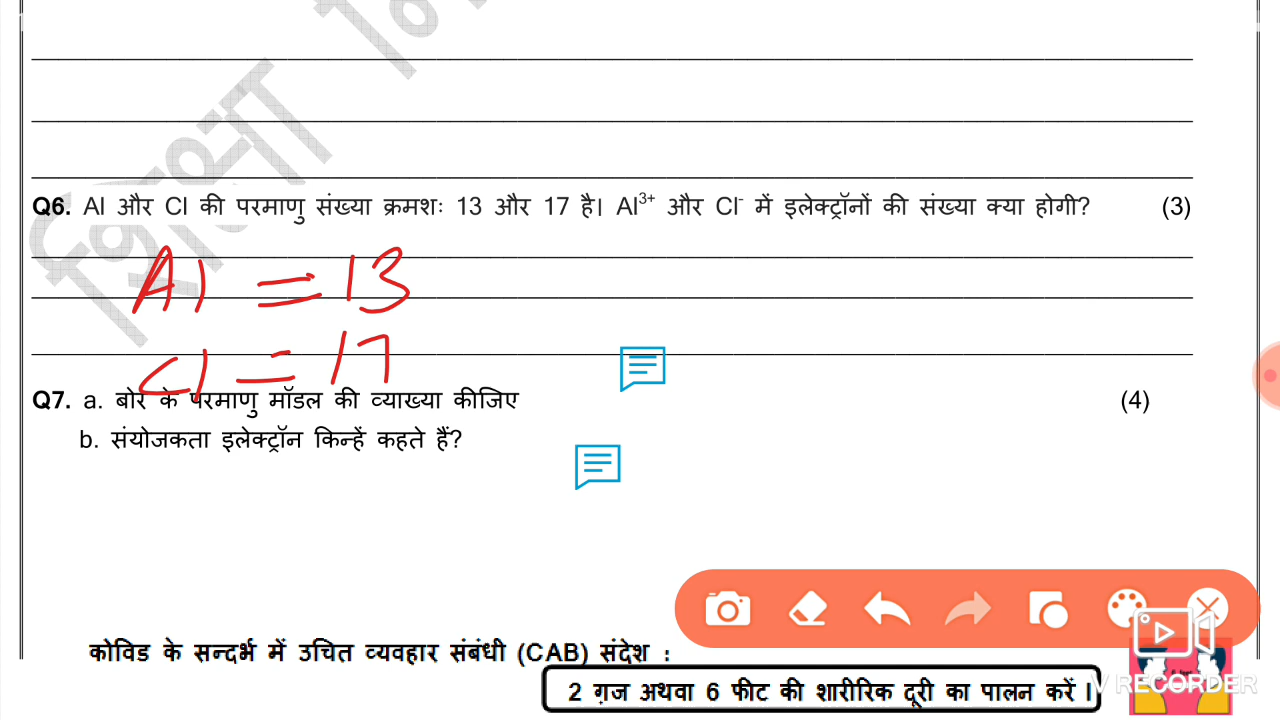 शिक्षा
Q6. Al और Cl की परमाणु संख्या क्रमशः 13 और 17 है। Al³⁺ और Cl⁻ में इलेक्ट्रॉनों की संख्या क्या होगी? (3)
Al = 13
Cl = 17
Q7. a. बोर के परमाणु मॉडल की व्याख्या कीजिए (4)
b. संयोजकता इलेक्ट्रॉन किन्हें कहते हैं?
कोविड के सन्दर्भ में उचित व्यवहार संबंधी (CAB) संदेश :
2 ग़ज अथवा 6 फीट की शारीरिक दूरी का पालन करें ।
V RECORDER